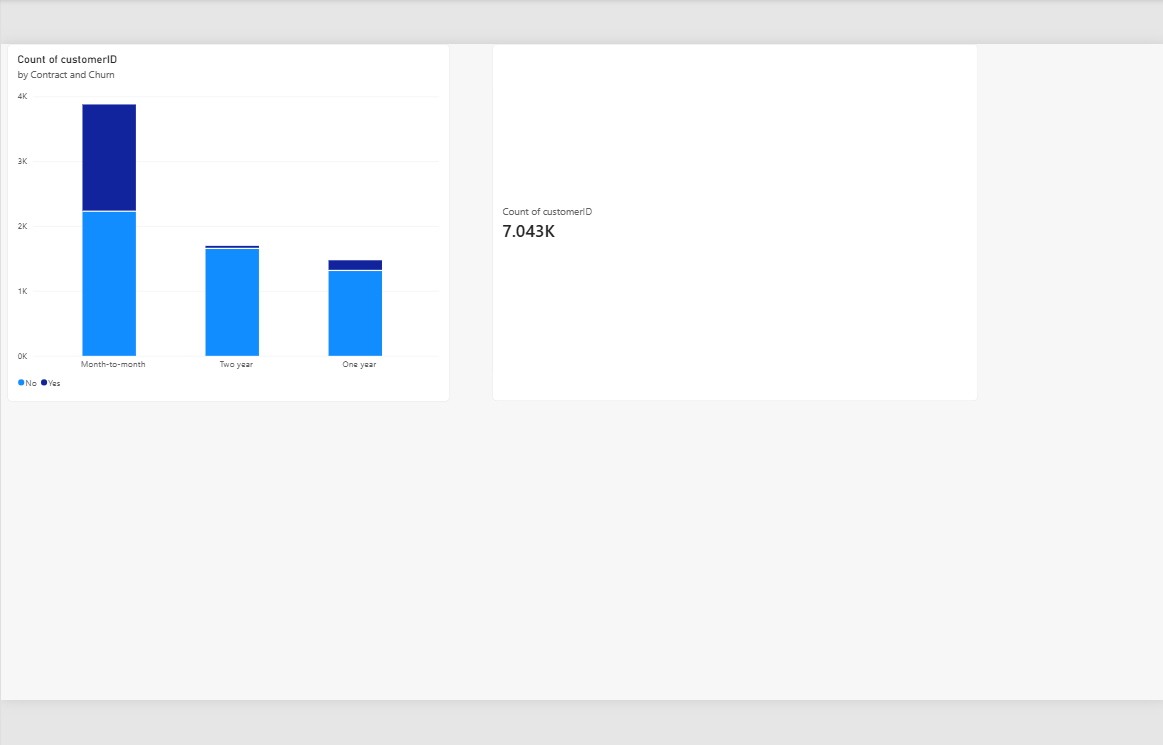 Count of customerID
by Contract and Churn
4K
3K
2K
1K
0K
Month-to-month Two year One year
No Yes
Count of customerID
7.043K